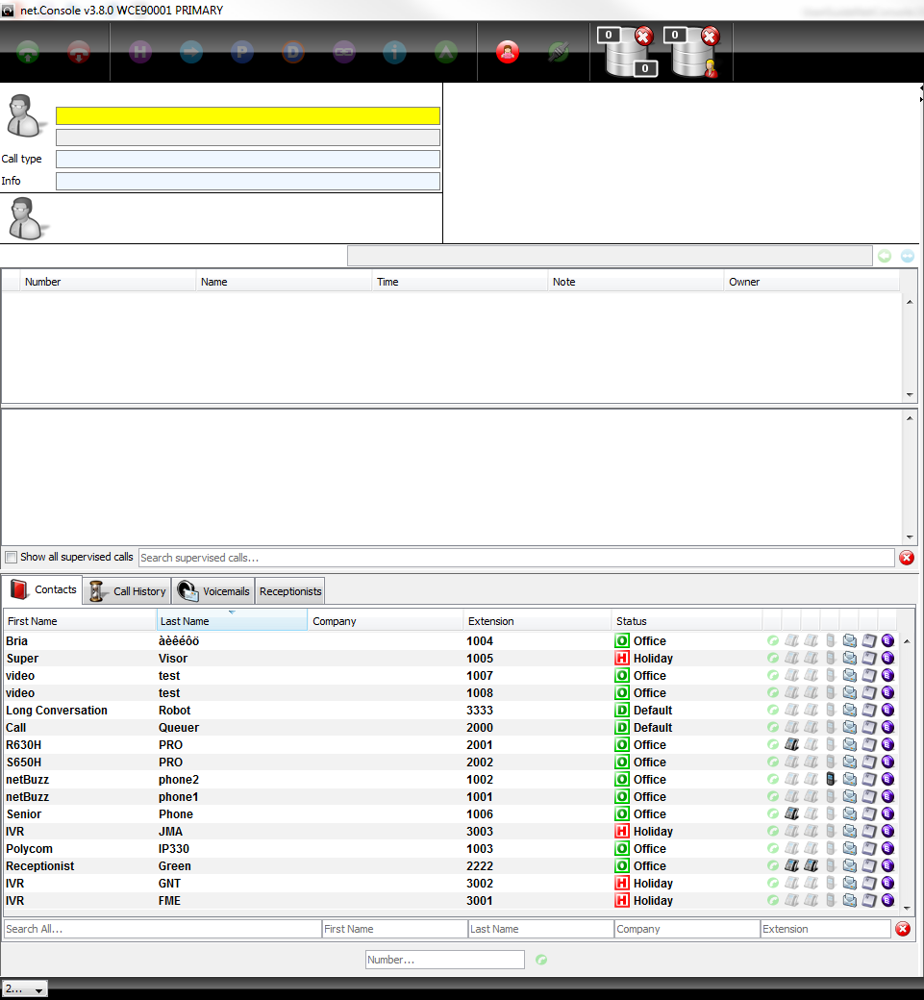 net.Console v3.8.0 WCE90001 PRIMARY
H P D i A 0 0 0
Call type
Info
Number Name Time Note Owner
Show all supervised calls Search supervised calls...
Contacts Call History Voicemails Receptionists
First Name Last Name Company Extension Status
Bria àèêéôö 1004 O Office
Super Visor 1005 H Holiday
video test 1007 O Office
video test 1008 O Office
Long Conversation Robot 3333 D Default
Call Queuer 2000 D Default
R630H PRO 2001 O Office
S650H PRO 2002 O Office
netBuzz phone2 1002 O Office
netBuzz phone1 1001 O Office
Senior Phone 1006 O Office
IVR JMA 3003 H Holiday
Polycom IP330 1003 O Office
Receptionist Green 2222 O Office
IVR GNT 3002 H Holiday
IVR FME 3001 H Holiday
Search All... First Name Last Name Company Extension
Number...
2...